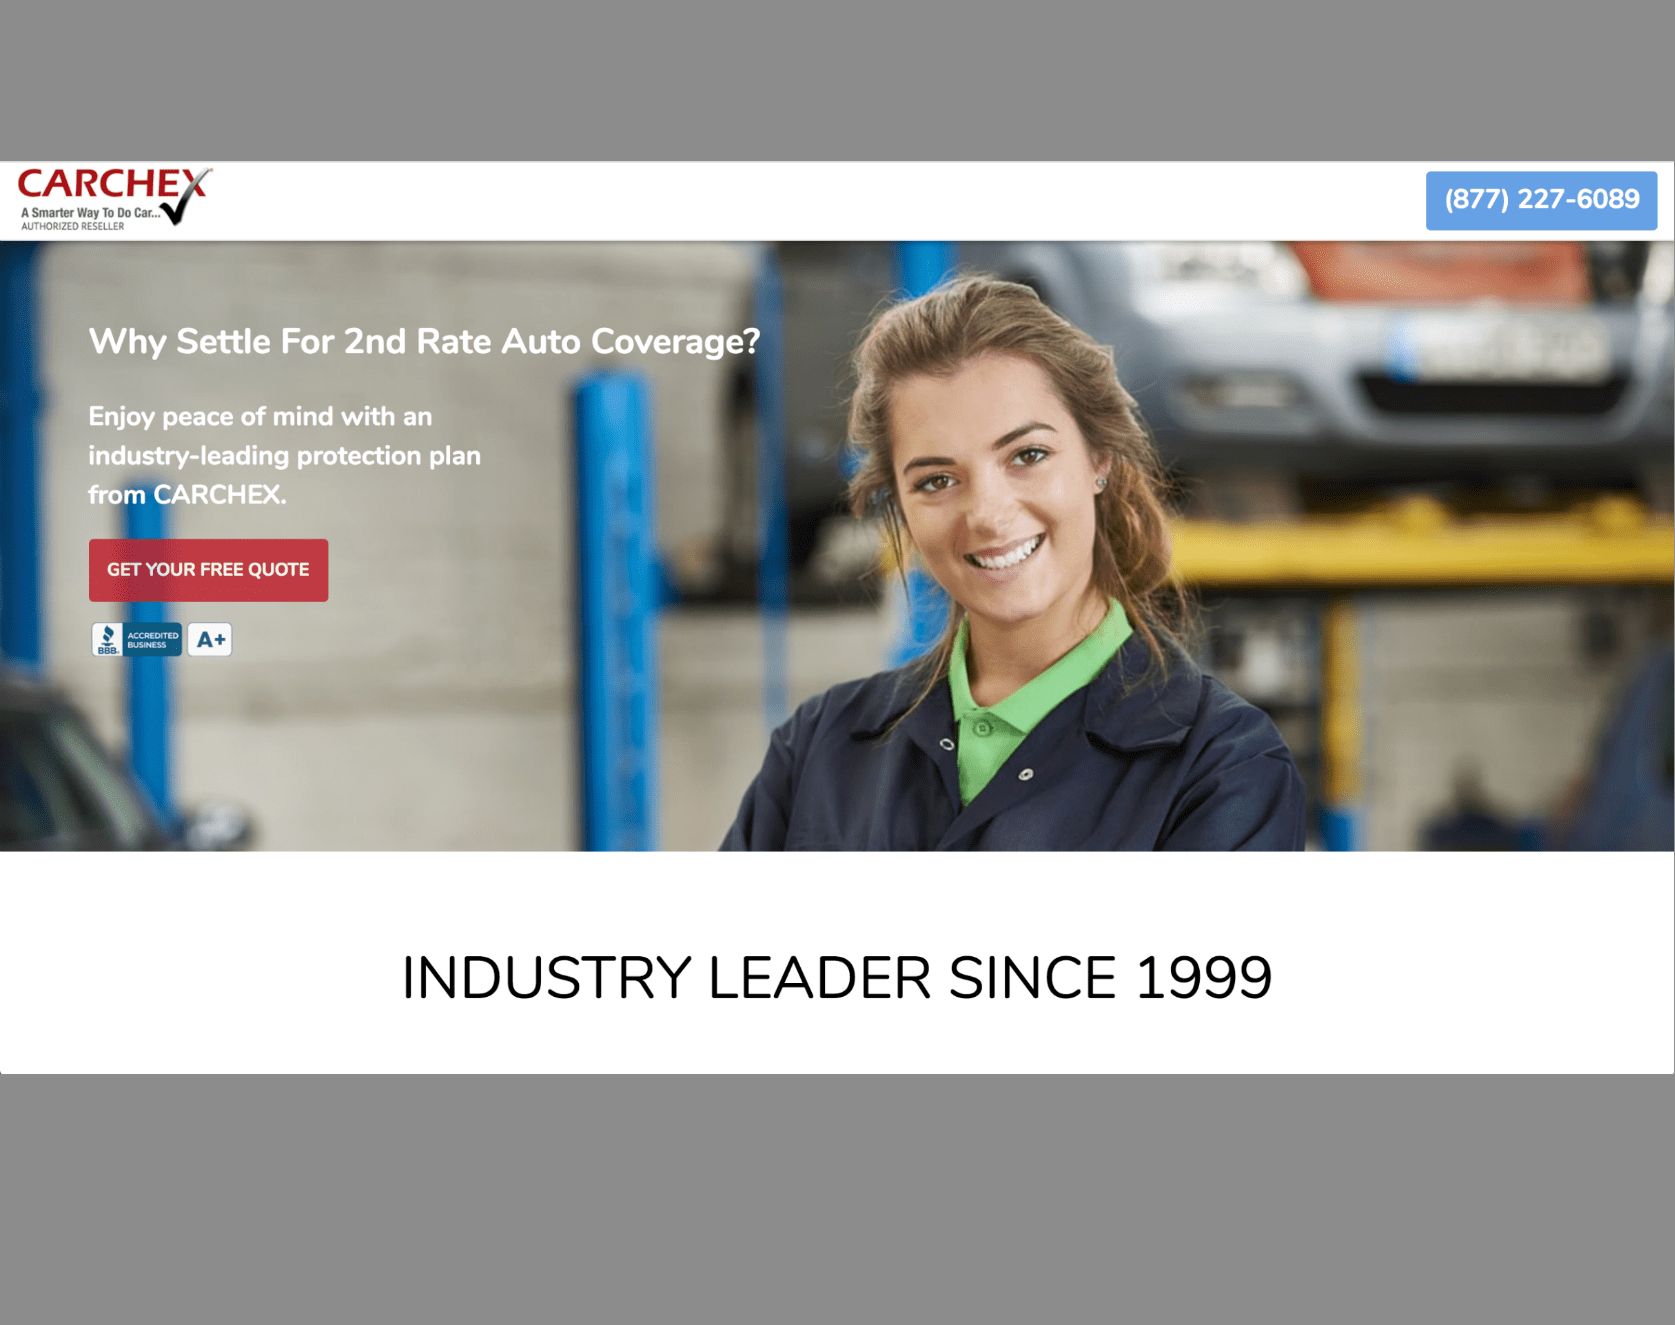 CARCHEX
A Smarter Way To Do Car...
AUTHORIZED RESELLER
(877) 227-6089
Why Settle For 2nd Rate Auto Coverage?
Enjoy peace of mind with an
industry-leading protection plan
from CARCHEX.
GET YOUR FREE QUOTE
BBB.
ACCREDITED
BUSINESS
A+
INDUSTRY LEADER SINCE 1999